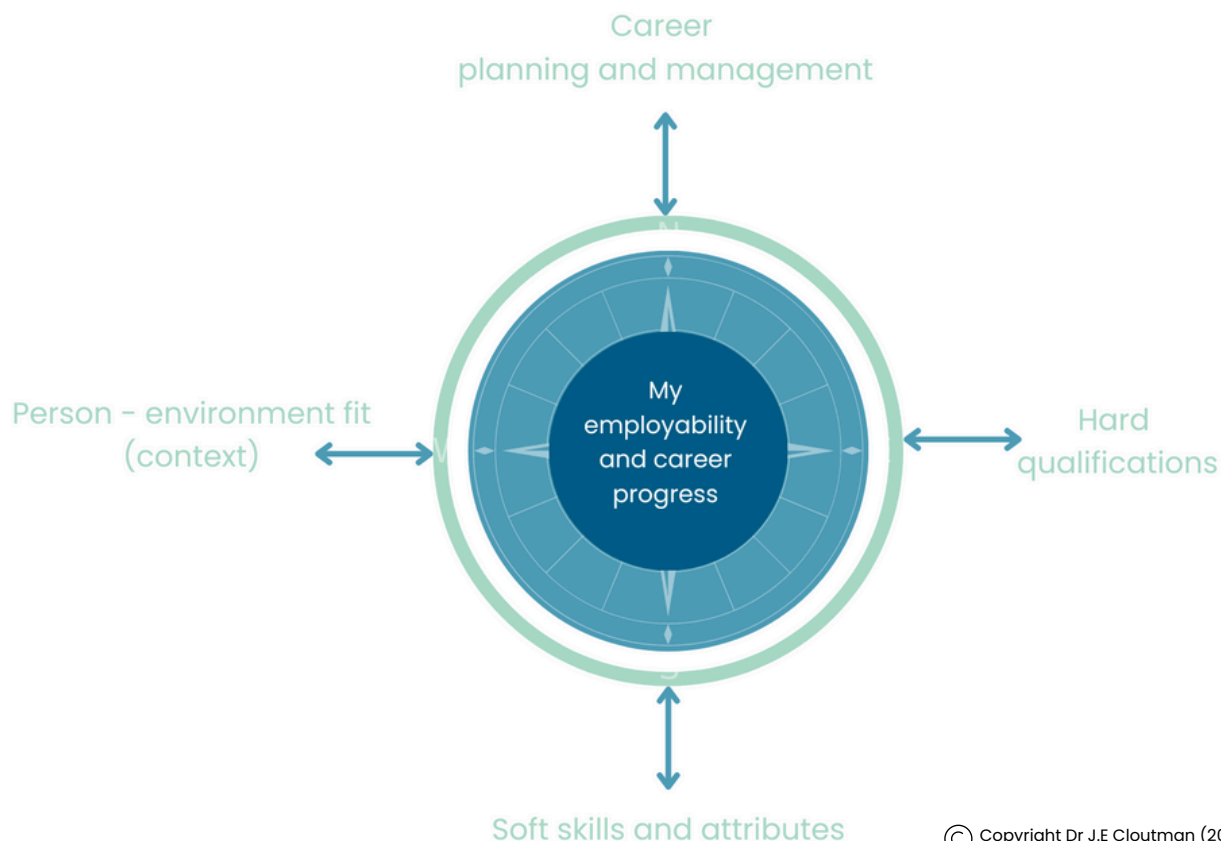 Career
planning and management
N
Person - environment fit
(context)
W
My
employability
and career
progress
Hard
qualifications
S
Soft skills and attributes
© Copyright Dr J.E Cloutman